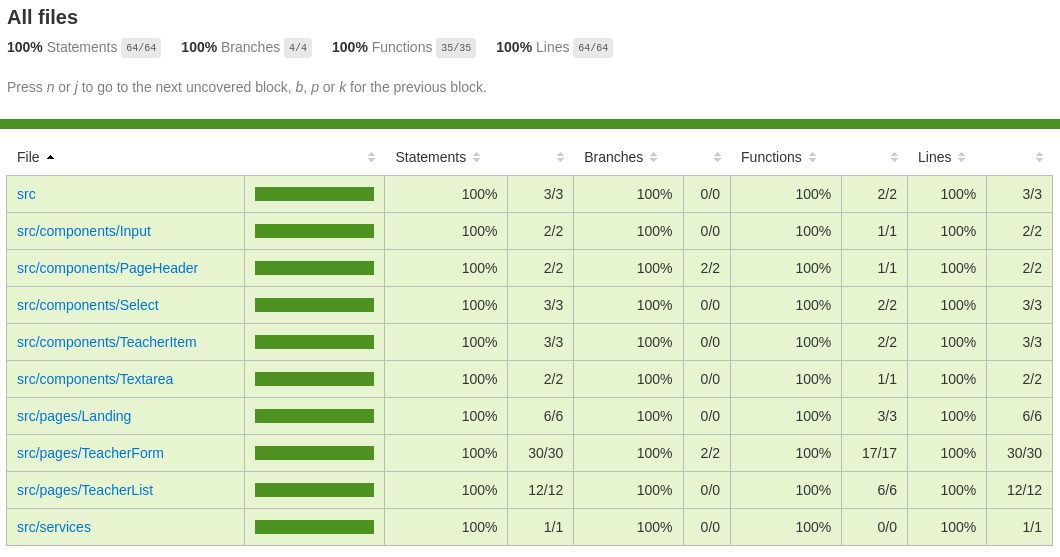 All files
100% Statements 64/64 100% Branches 4/4 100% Functions 35/35 100% Lines 64/64
Press n or j to go to the next uncovered block, b, p or k for the previous block.
File Statements Branches Functions Lines
src 100% 3/3 100% 0/0 100% 2/2 100% 3/3
src/components/Input 100% 2/2 100% 0/0 100% 1/1 100% 2/2
src/components/PageHeader 100% 2/2 100% 2/2 100% 1/1 100% 2/2
src/components/Select 100% 3/3 100% 0/0 100% 2/2 100% 3/3
src/components/TeacherItem 100% 3/3 100% 0/0 100% 2/2 100% 3/3
src/components/Textarea 100% 2/2 100% 0/0 100% 1/1 100% 2/2
src/pages/Landing 100% 6/6 100% 0/0 100% 3/3 100% 6/6
src/pages/TeacherForm 100% 30/30 100% 2/2 100% 17/17 100% 30/30
src/pages/TeacherList 100% 12/12 100% 0/0 100% 6/6 100% 12/12
src/services 100% 1/1 100% 0/0 100% 0/0 100% 1/1